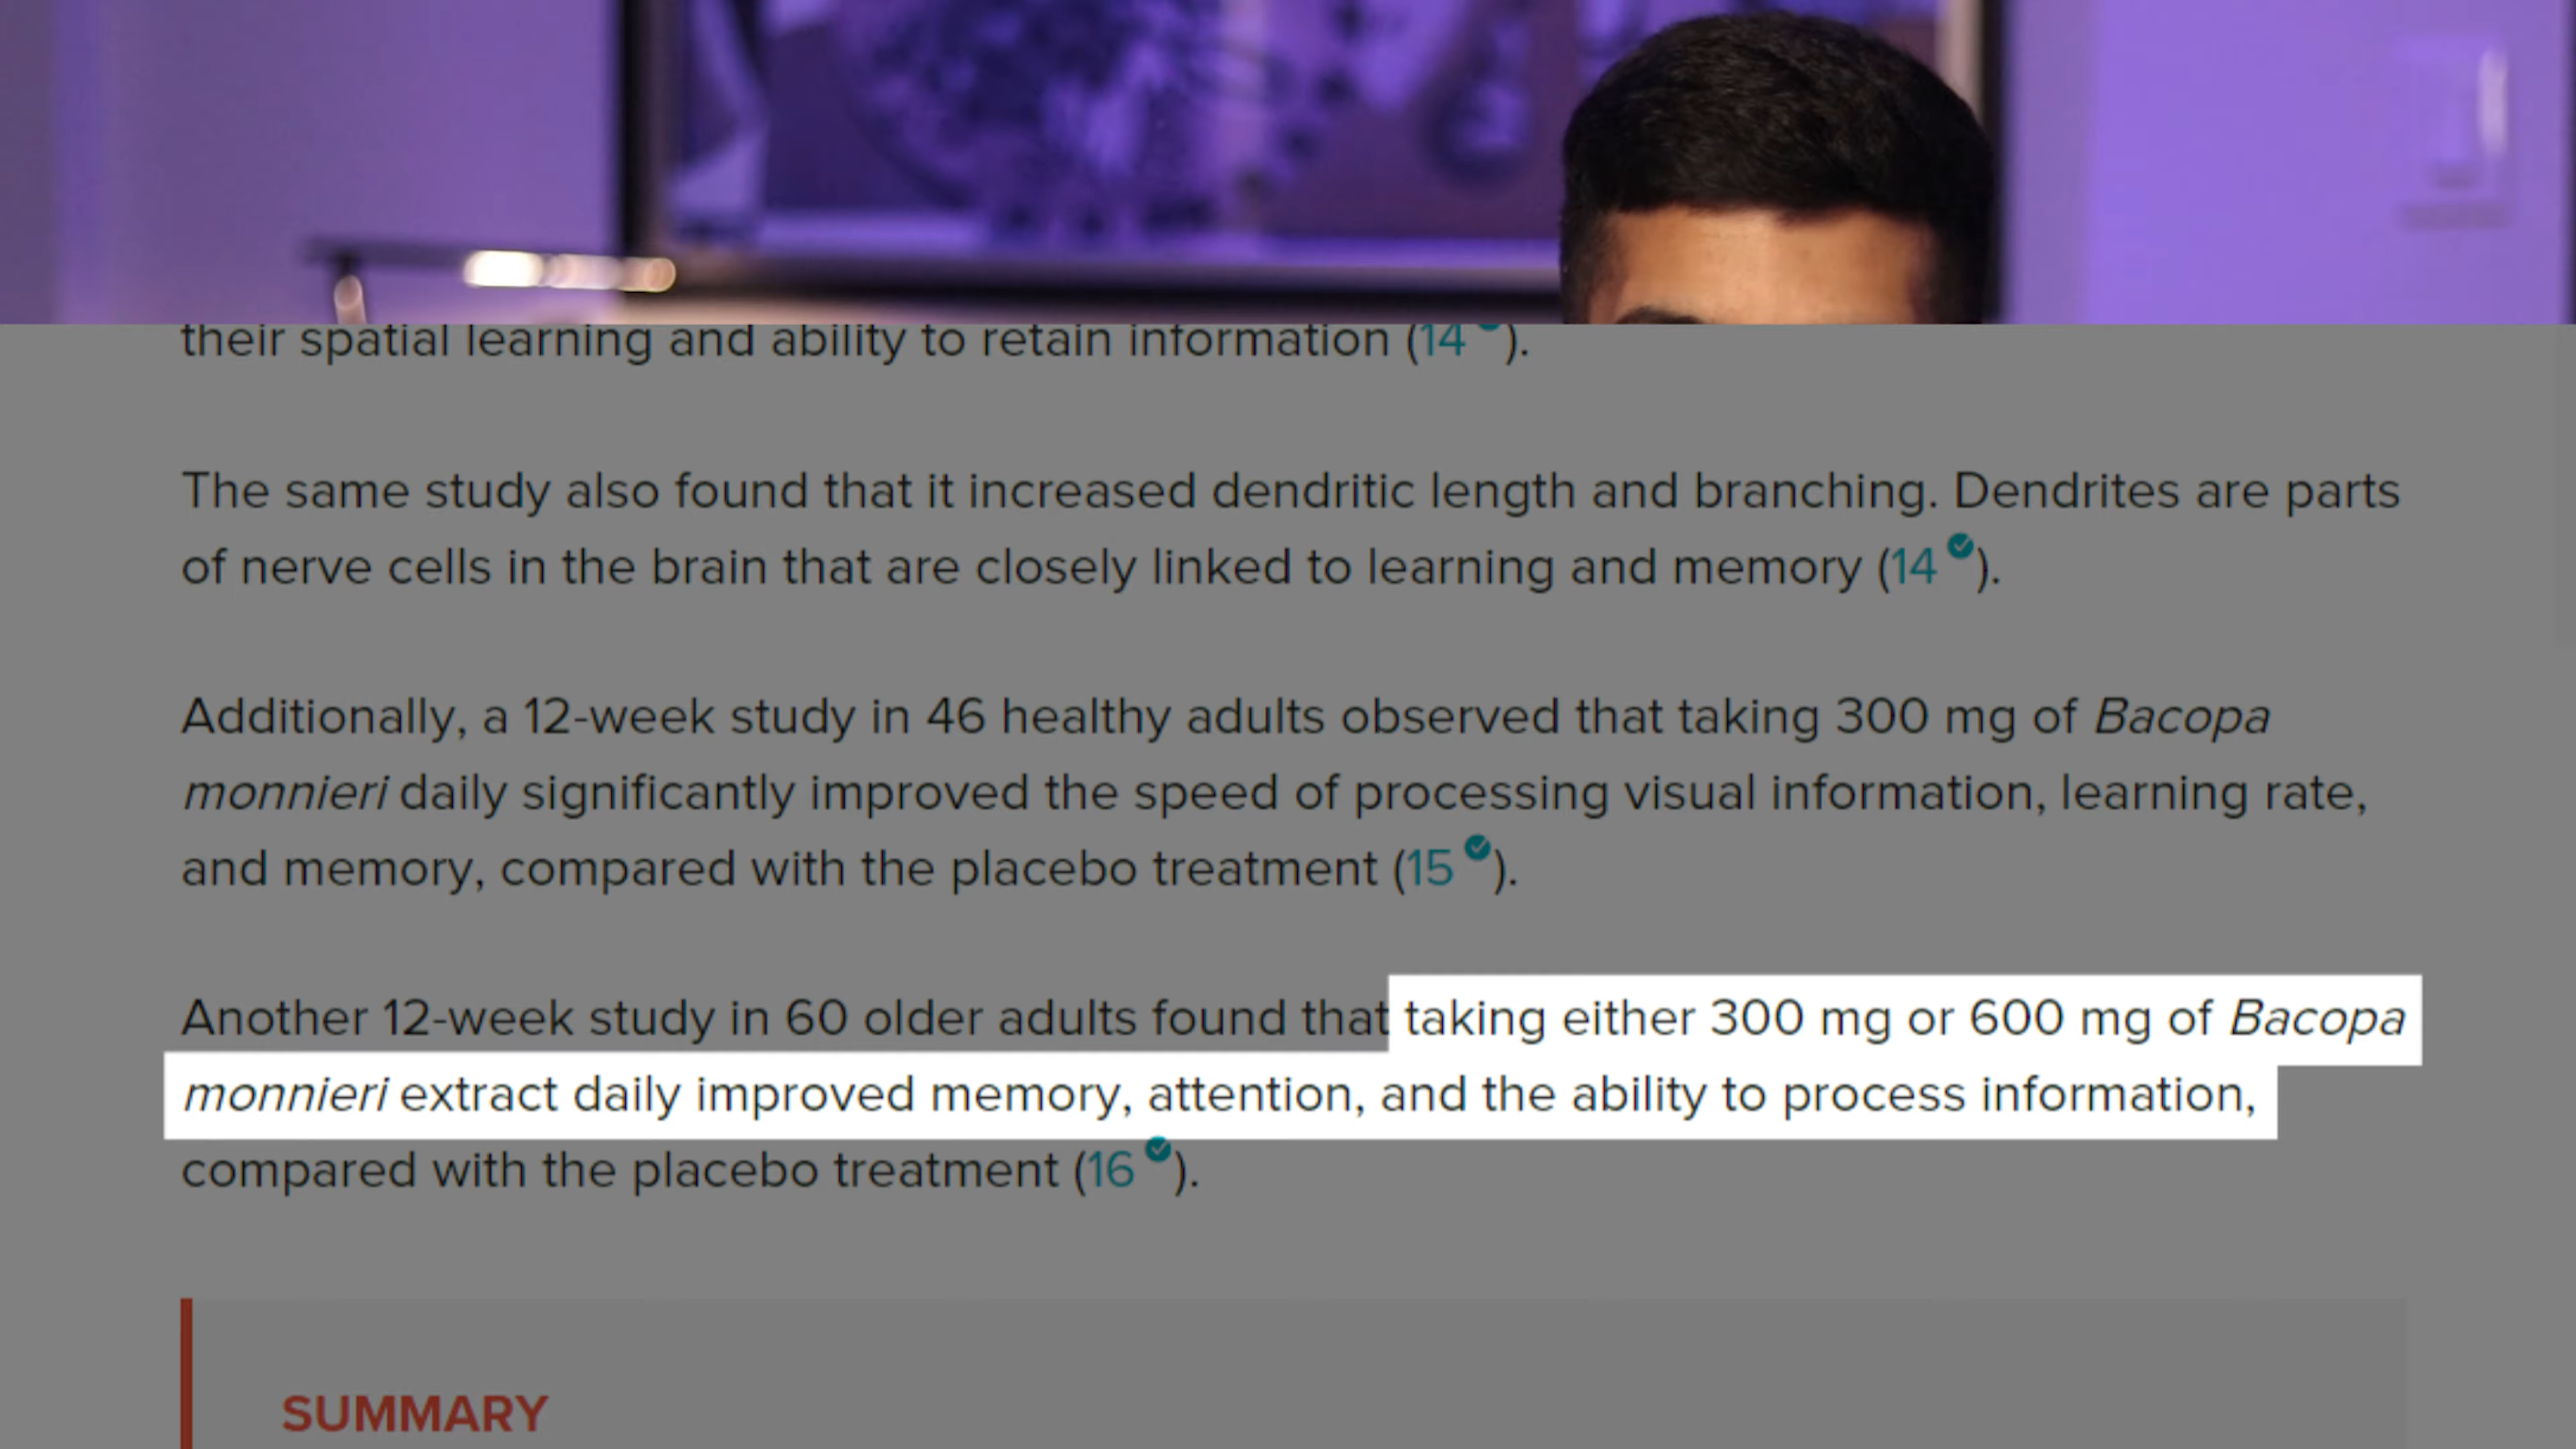 their spatial learning and ability to retain information (14).
The same study also found that it increased dendritic length and branching. Dendrites are parts
of nerve cells in the brain that are closely linked to learning and memory (14).
Additionally, a 12-week study in 46 healthy adults observed that taking 300 mg of Bacopa
monnieri daily significantly improved the speed of processing visual information, learning rate,
and memory, compared with the placebo treatment (15).
Another 12-week study in 60 older adults found that taking either 300 mg or 600 mg of Bacopa
monnieri extract daily improved memory, attention, and the ability to process information,
compared with the placebo treatment (16).
SUMMARY